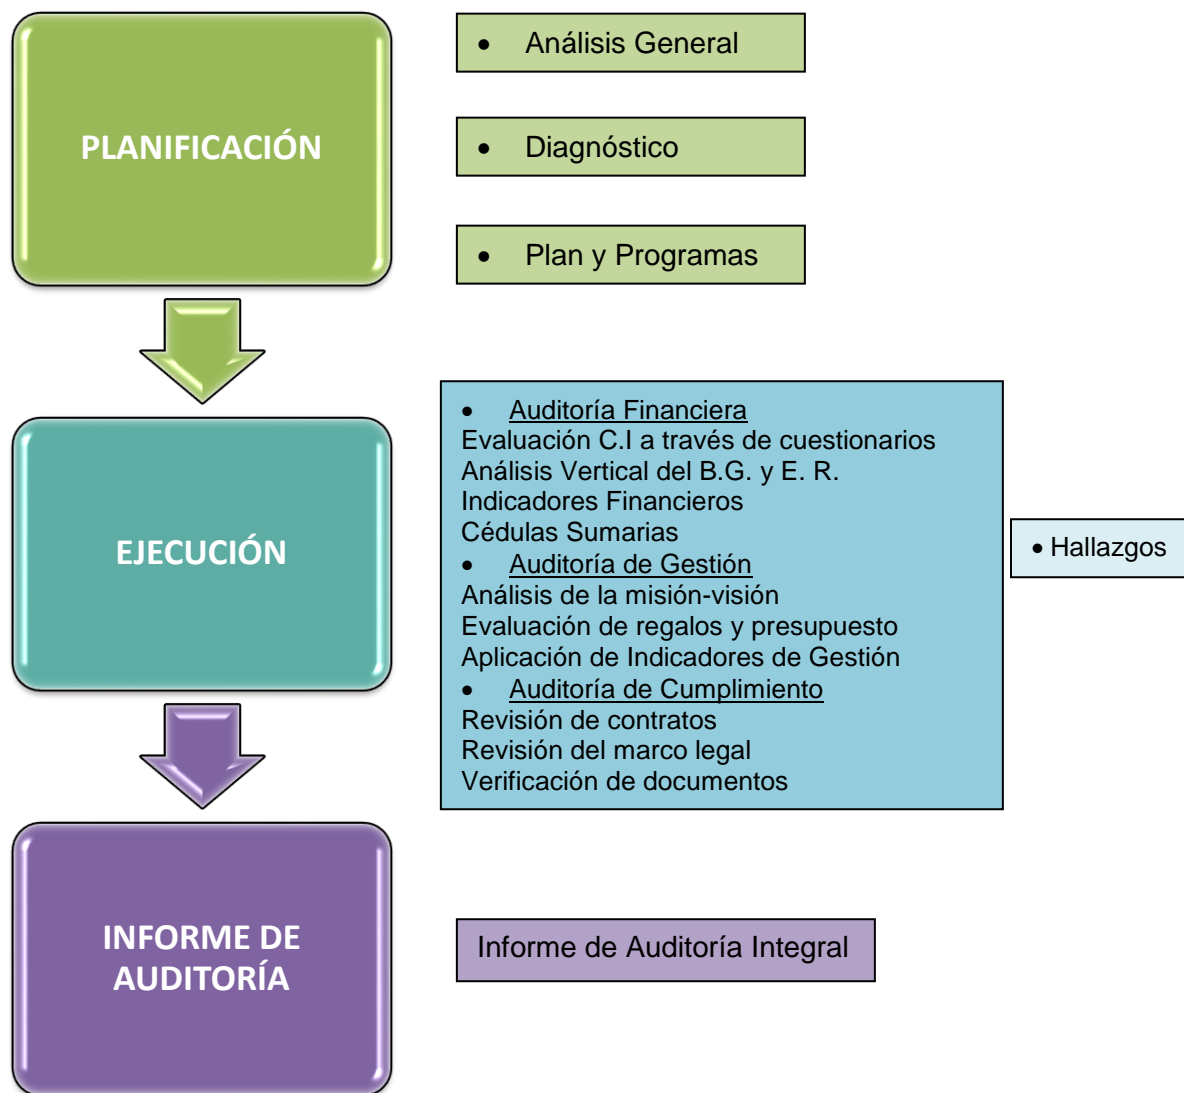 PLANIFICACIÓN
• Análisis General
• Diagnóstico
• Plan y Programas
EJECUCIÓN
• Auditoría Financiera
Evaluación C.I a través de cuestionarios
Análisis Vertical del B.G. y E. R.
Indicadores Financieros
Cédulas Sumarias
• Auditoría de Gestión
Análisis de la misión-visión
Evaluación de regalos y presupuesto
Aplicación de Indicadores de Gestión
• Auditoría de Cumplimiento
Revisión de contratos
Revisión del marco legal
Verificación de documentos
• Hallazgos
INFORME DE
AUDITORÍA
Informe de Auditoría Integral